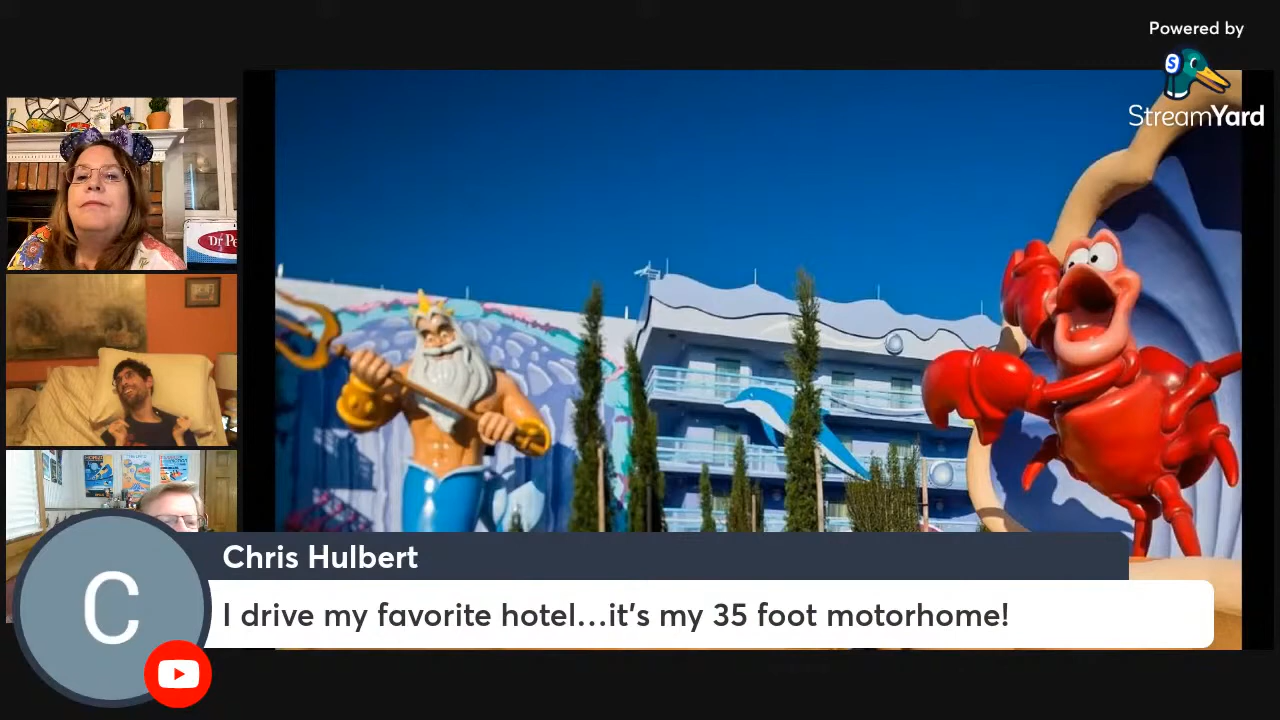 Powered by
S
StreamYard
Dr Pe
Chris Hulbert
C
I drive my favorite hotel...it's my 35 foot motorhome!